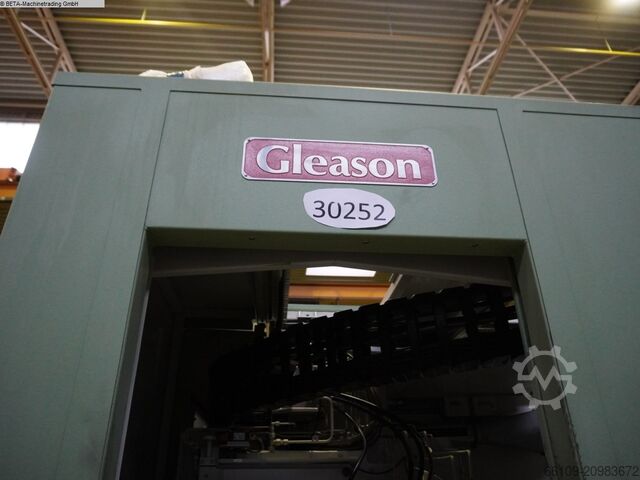 © BETA-Machinetrading GmbH
Gleason
30252
66109-20983672